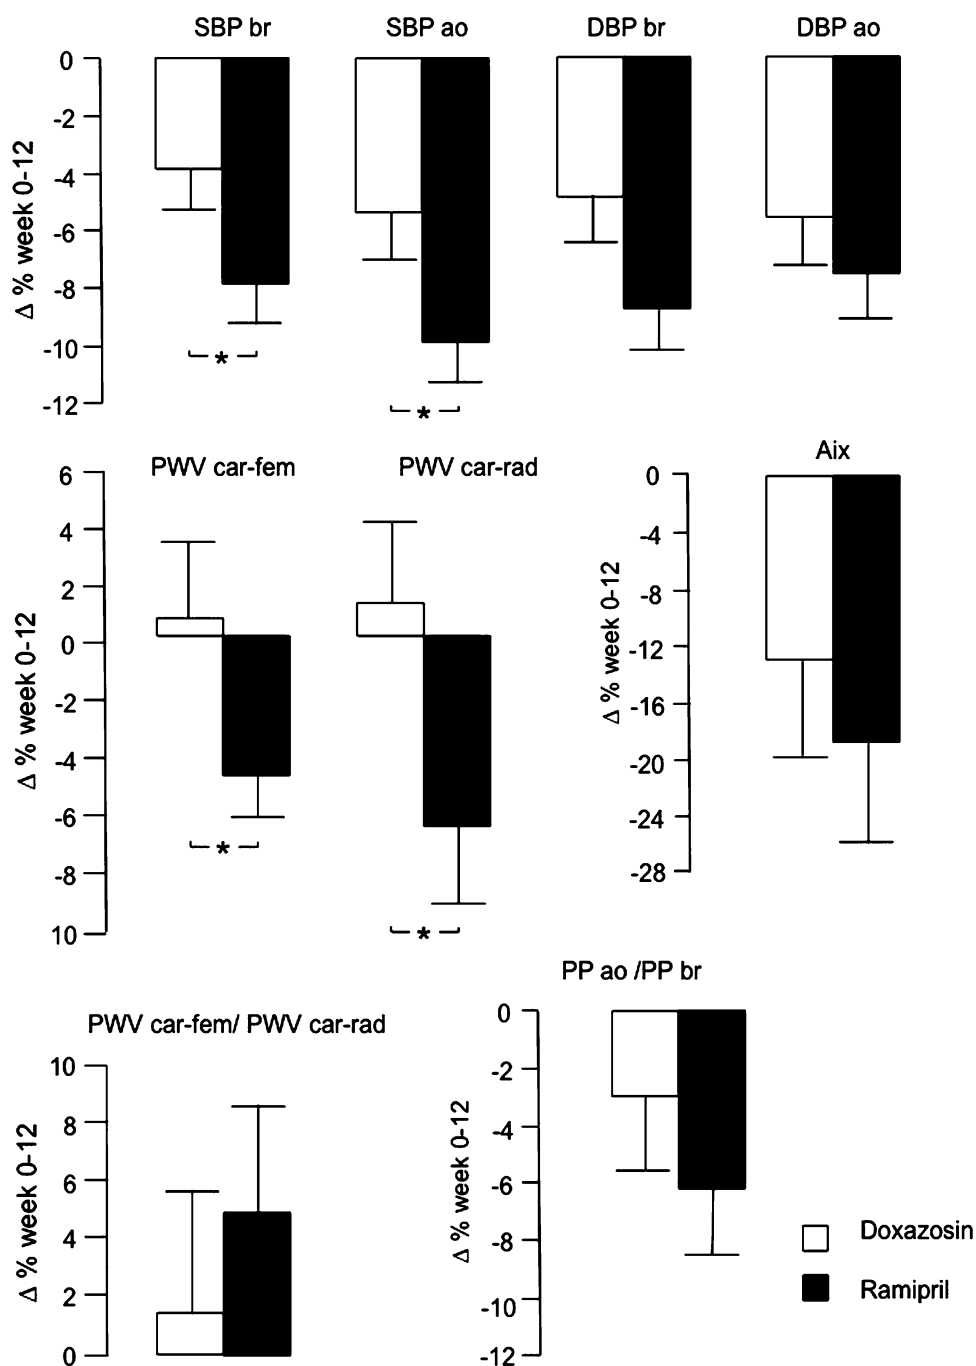 SBP br
SBP ao
DBP br
DBP ao
Δ % week 0-12
0
-2
-4
-6
-8
-10
-12
*
*
PWV car-fem
PWV car-rad
Δ % week 0-12
6
4
2
0
-2
-4
-6
-8
10
*
*
Aix
Δ % week 0-12
0
-4
-8
-12
-16
-20
-24
-28
PWV car-fem/ PWV car-rad
Δ % week 0-12
10
8
6
4
2
0
PP ao /PP br
Δ % week 0-12
0
-2
-4
-6
-8
-10
-12
Doxazosin
Ramipril